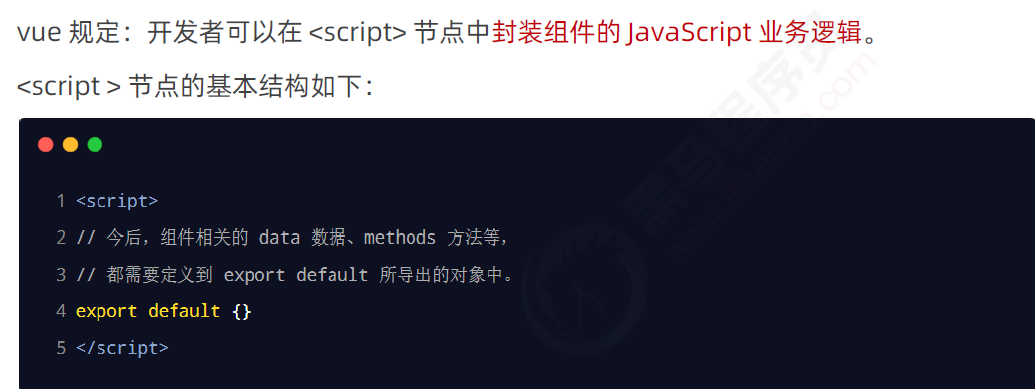 vue 规定：开发者可以在 <script> 节点中封装组件的 JavaScript 业务逻辑。
<script > 节点的基本结构如下：
1 <script>
2 // 今后，组件相关的 data 数据、methods 方法等，
3 // 都需要定义到 export default 所导出的对象中。
4 export default {}
5 </script>
黑马程序员
www.itheima.com